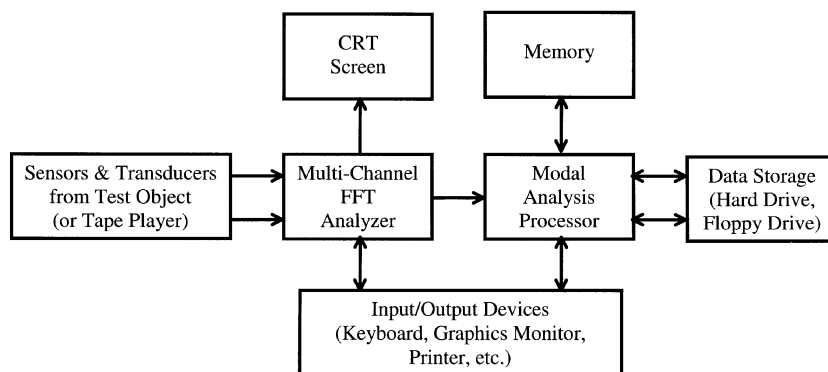 CRT
Screen
Memory
Sensors & Transducers
from Test Object
(or Tape Player)
Multi-Channel
FFT
Analyzer
Modal
Analysis
Processor
Data Storage
(Hard Drive,
Floppy Drive)
Input/Output Devices
(Keyboard, Graphics Monitor,
Printer, etc.)